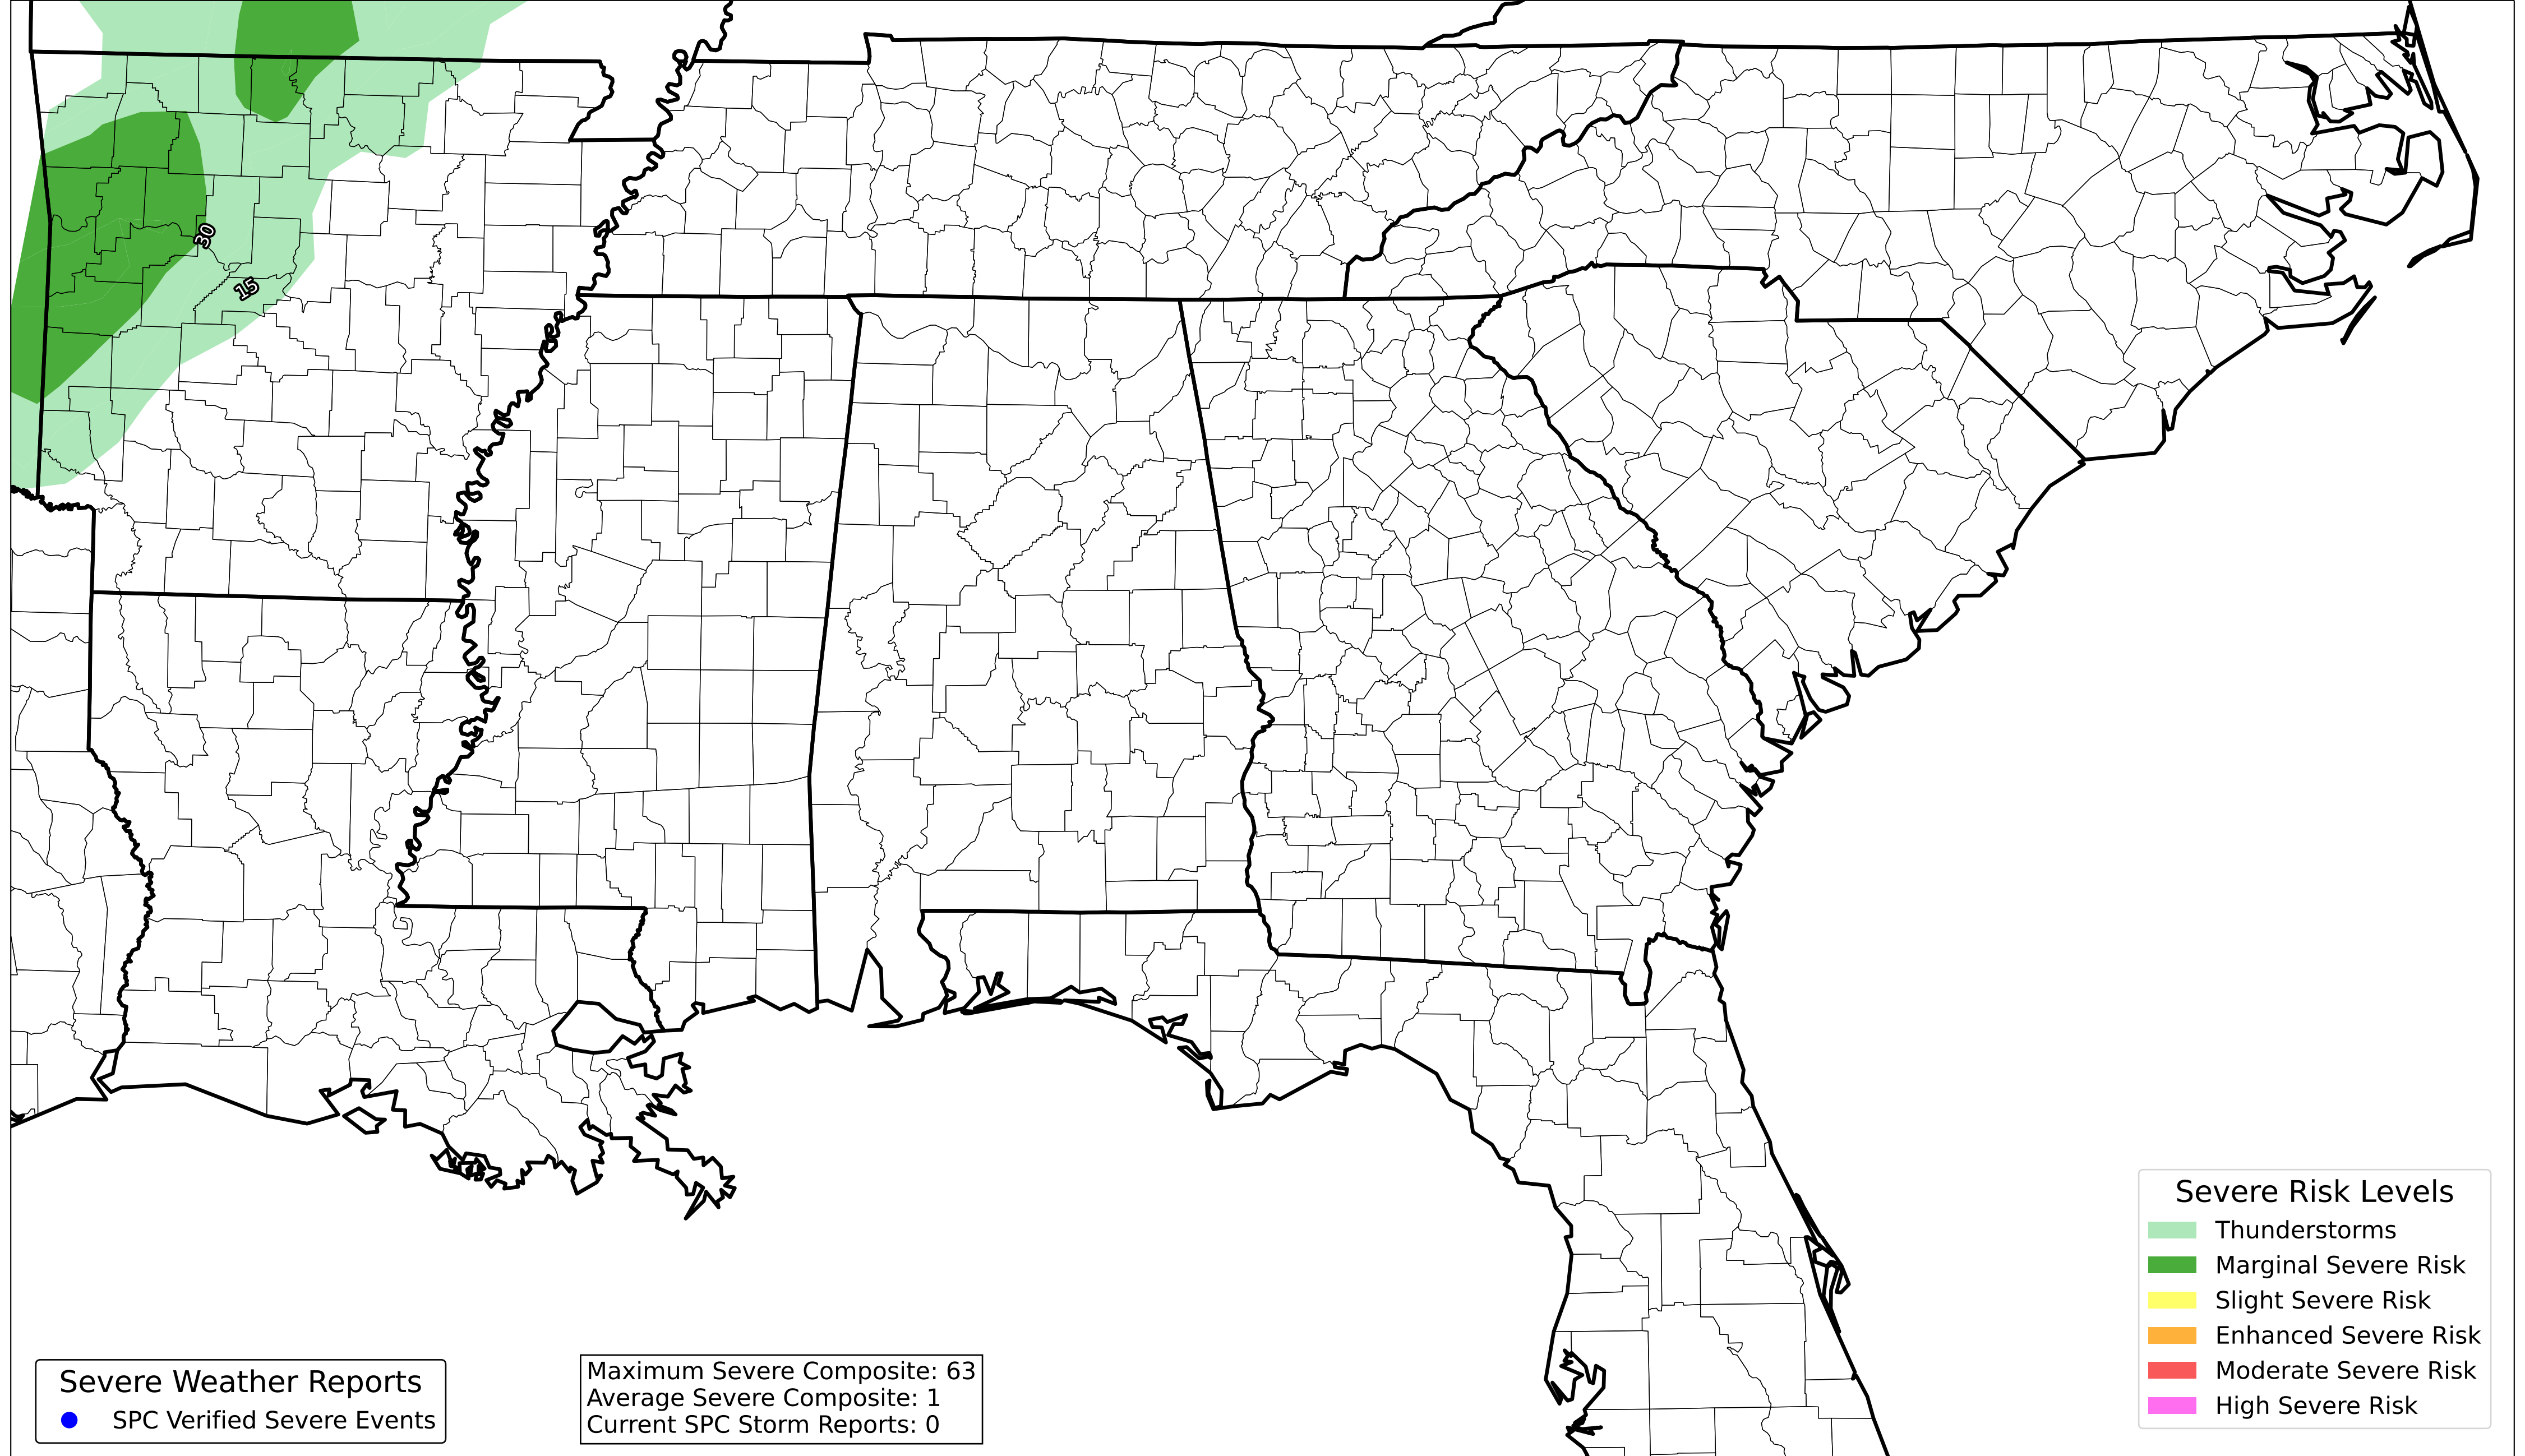 30
15
Severe Weather Reports
SPC Verified Severe Events
Maximum Severe Composite: 63
Average Severe Composite: 1
Current SPC Storm Reports: 0
Severe Risk Levels
Thunderstorms
Marginal Severe Risk
Slight Severe Risk
Enhanced Severe Risk
Moderate Severe Risk
High Severe Risk